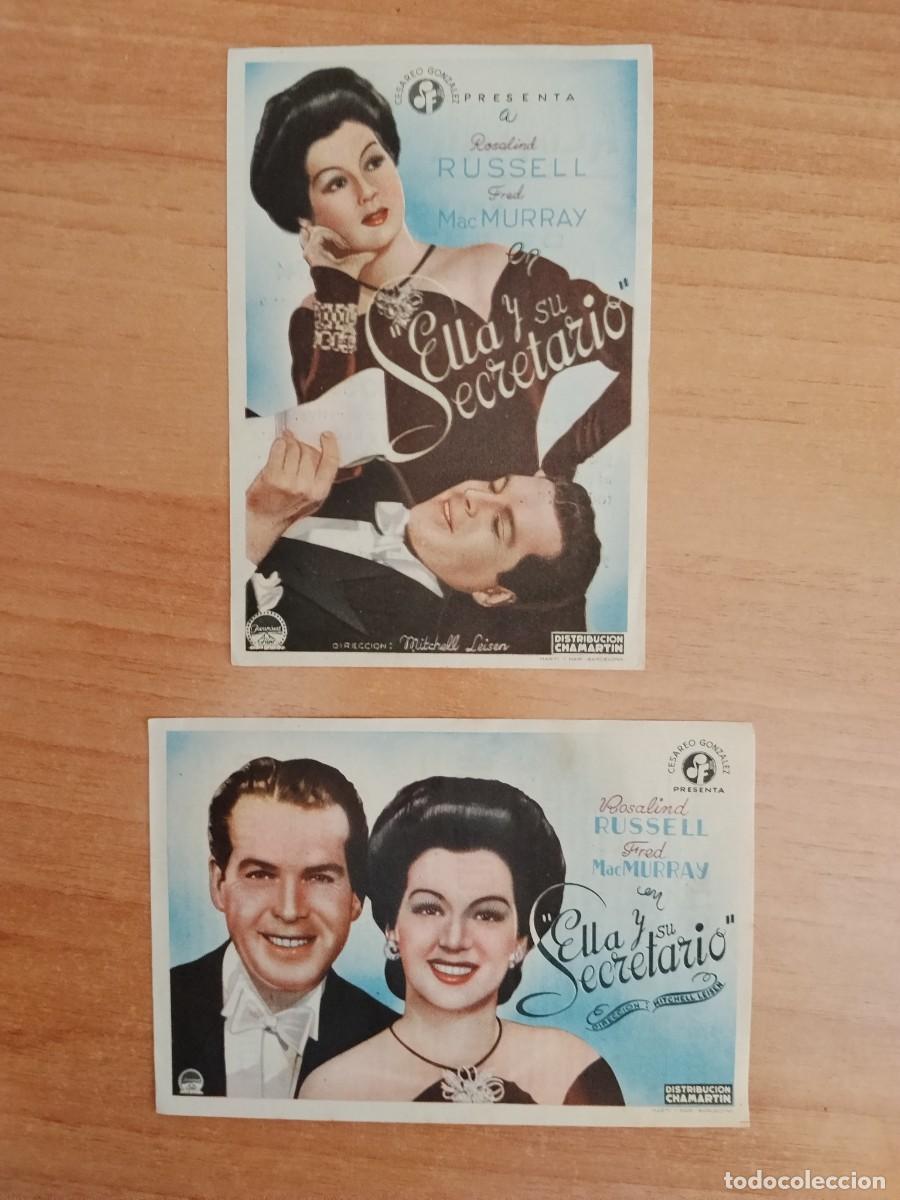 CESAREO GONZALEZ
PRESENTA
a
Rosalind
RUSSELL
Fred
MacMURRAY
en
"Ella y su
Secretario"
Paramount
DIRECCION: Mitchell Leisen
DISTRIBUCION
CHAMARTIN
CESAREO GONZALEZ
PRESENTA
Rosalind
RUSSELL
Fred
MacMURRAY
en
"Ella y su
Secretario"
DIRECCION: MITCHELL LEISEN
DISTRIBUCION
CHAMARTIN
todocoleccion